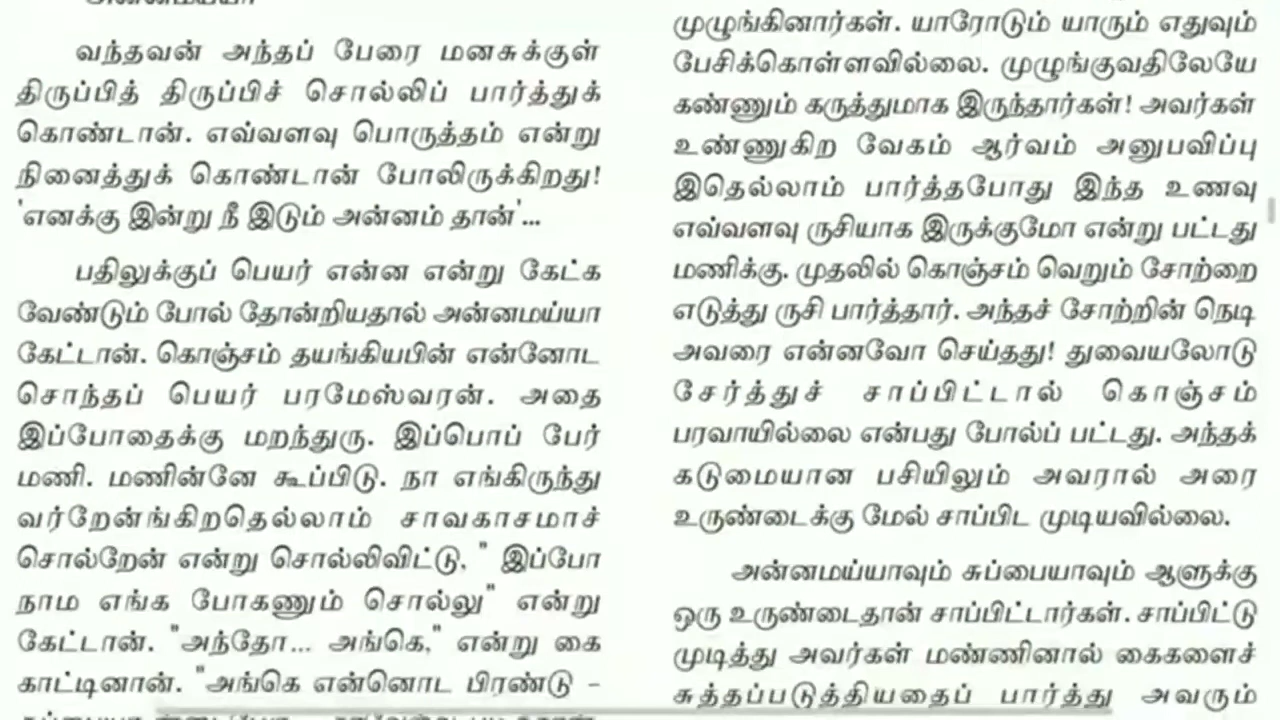 அன்னமய்யா
வந்தவன் அந்தப் பேரை மனசுக்குள்
திருப்பித் திருப்பிச் சொல்லிப் பார்த்துக்
கொண்டான். எவ்வளவு பொருத்தம் என்று
நினைத்துக் கொண்டான் போலிருக்கிறது!
'எனக்கு இன்று நீ இடும் அன்னம் தான்'...
பதிலுக்குப் பெயர் என்ன என்று கேட்க
வேண்டும் போல் தோன்றியதால் அன்னமய்யா
கேட்டான். கொஞ்சம் தயங்கியபின் என்னோட
சொந்தப் பெயர் பரமேஸ்வரன். அதை
இப்போதைக்கு மறந்துரு. இப்பொப் பேர்
மணி. மணின்னே கூப்பிடு. நா எங்கிருந்து
வர்றேன்ங்கிறதெல்லாம் சாவகாசமாச்
சொல்றேன் என்று சொல்லிவிட்டு, " இப்போ
நாம எங்க போகணும் சொல்லு" என்று
கேட்டான். "அந்தோ... அங்கெ," என்று கை
காட்டினான். "அங்கெ என்னொட பிரண்டு -
முழுங்கினார்கள். யாரோடும் யாரும் எதுவும்
பேசிக்கொள்ளவில்லை. முழுங்குவதிலேயே
கண்ணும் கருத்துமாக இருந்தார்கள்! அவர்கள்
உண்ணுகிற வேகம் ஆர்வம் அனுபவிப்பு
இதெல்லாம் பார்த்தபோது இந்த உணவு
எவ்வளவு ருசியாக இருக்குமோ என்று பட்டது
மணிக்கு. முதலில் கொஞ்சம் வெறும் சோற்றை
எடுத்து ருசி பார்த்தார். அந்தச் சோற்றின் நெடி
அவரை என்னவோ செய்தது! துவையலோடு
சேர்த்துச் சாப்பிட்டால் கொஞ்சம்
பரவாயில்லை என்பது போல்ப் பட்டது. அந்தக்
கடுமையான பசியிலும் அவரால் அரை
உருண்டைக்கு மேல் சாப்பிட முடியவில்லை.
அன்னமய்யாவும் சுப்பையாவும் ஆளுக்கு
ஒரு உருண்டைதான் சாப்பிட்டார்கள். சாப்பிட்டு
முடித்து அவர்கள் மண்ணினால் கைகளைச்
சுத்தப்படுத்தியதைப் பார்த்து அவரும்